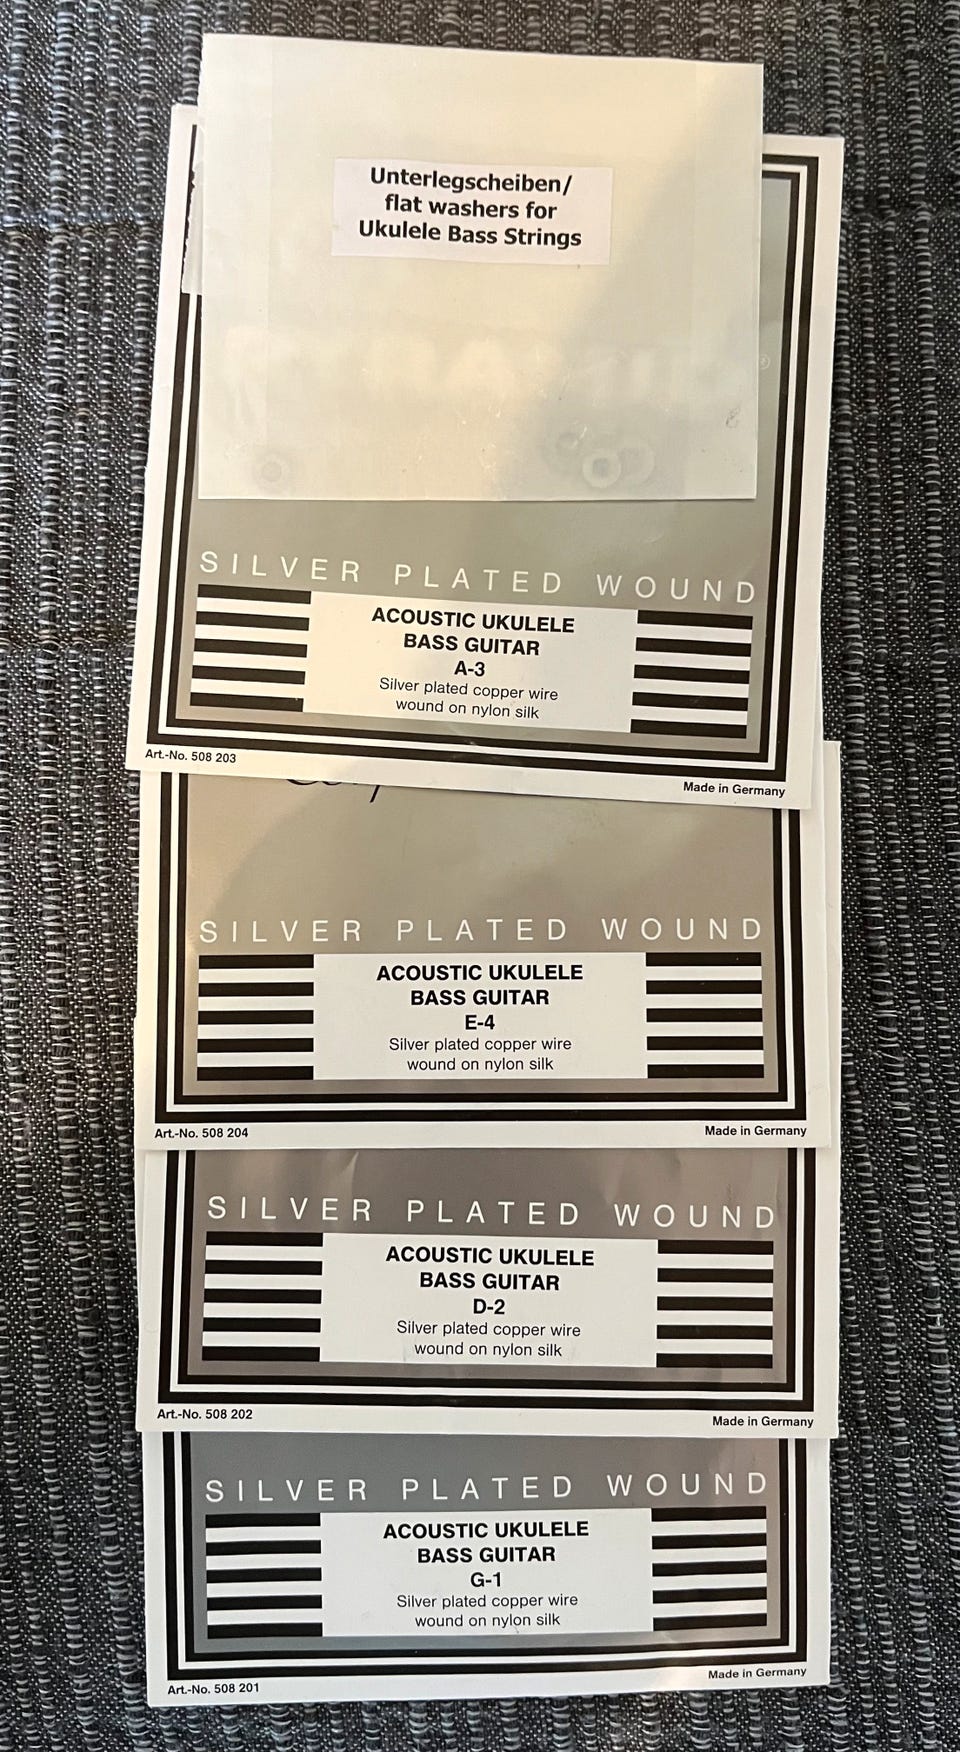 Unterlegscheiben/
flat washers for
Ukulele Bass Strings
®
SILVER PLATED WOUND
ACOUSTIC UKULELE
BASS GUITAR
A-3
Silver plated copper wire
wound on nylon silk
Art.-No. 508 203
Made in Germany
SILVER PLATED WOUND
ACOUSTIC UKULELE
BASS GUITAR
E-4
Silver plated copper wire
wound on nylon silk
Art.-No. 508 204
Made in Germany
SILVER PLATED WOUND
ACOUSTIC UKULELE
BASS GUITAR
D-2
Silver plated copper wire
wound on nylon silk
Art.-No. 508 202
Made in Germany
SILVER PLATED WOUND
ACOUSTIC UKULELE
BASS GUITAR
G-1
Silver plated copper wire
wound on nylon silk
Art.-No. 508 201
Made in Germany